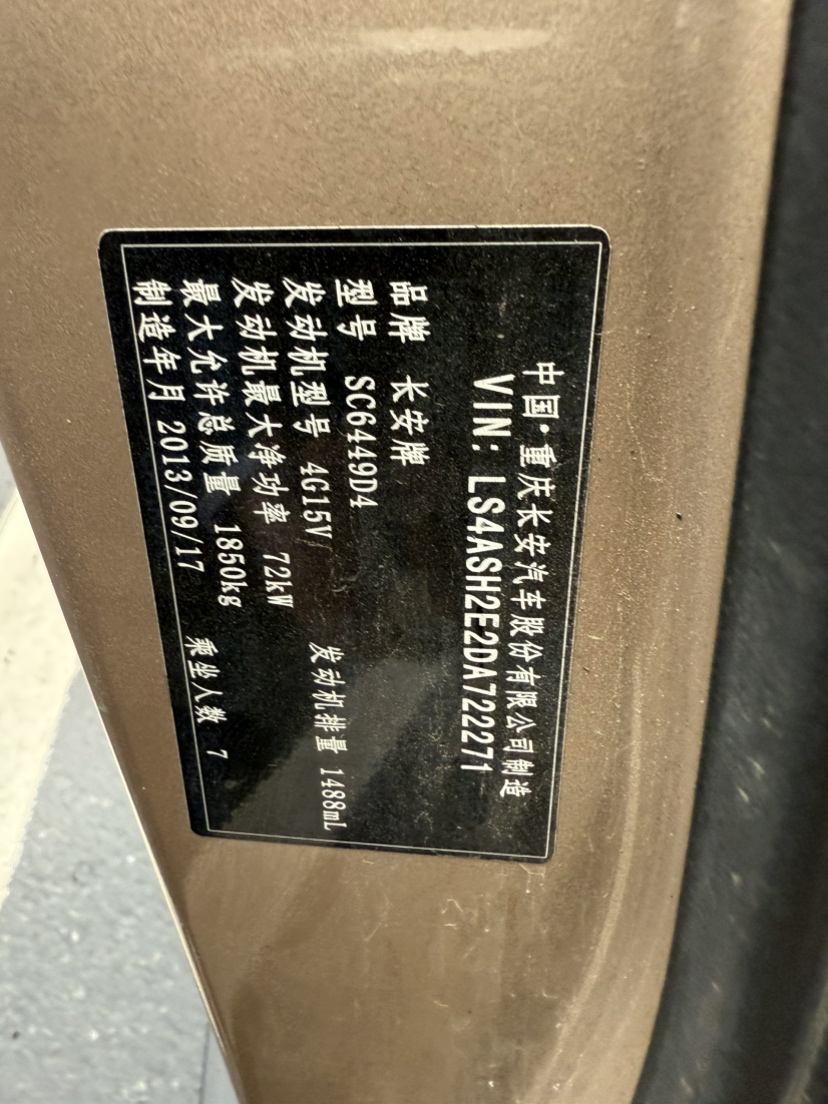 中国·重庆长安汽车股份有限公司制造
VIN: LS4ASH2E2DA722271
品牌 长安牌
型号 SC6449D4
发动机型号 4G15V 发动机排量 1488mL
发动机最大净功率 72kW
最大允许总质量 1850kg
制造年月 2013/09/17 乘坐人数 7